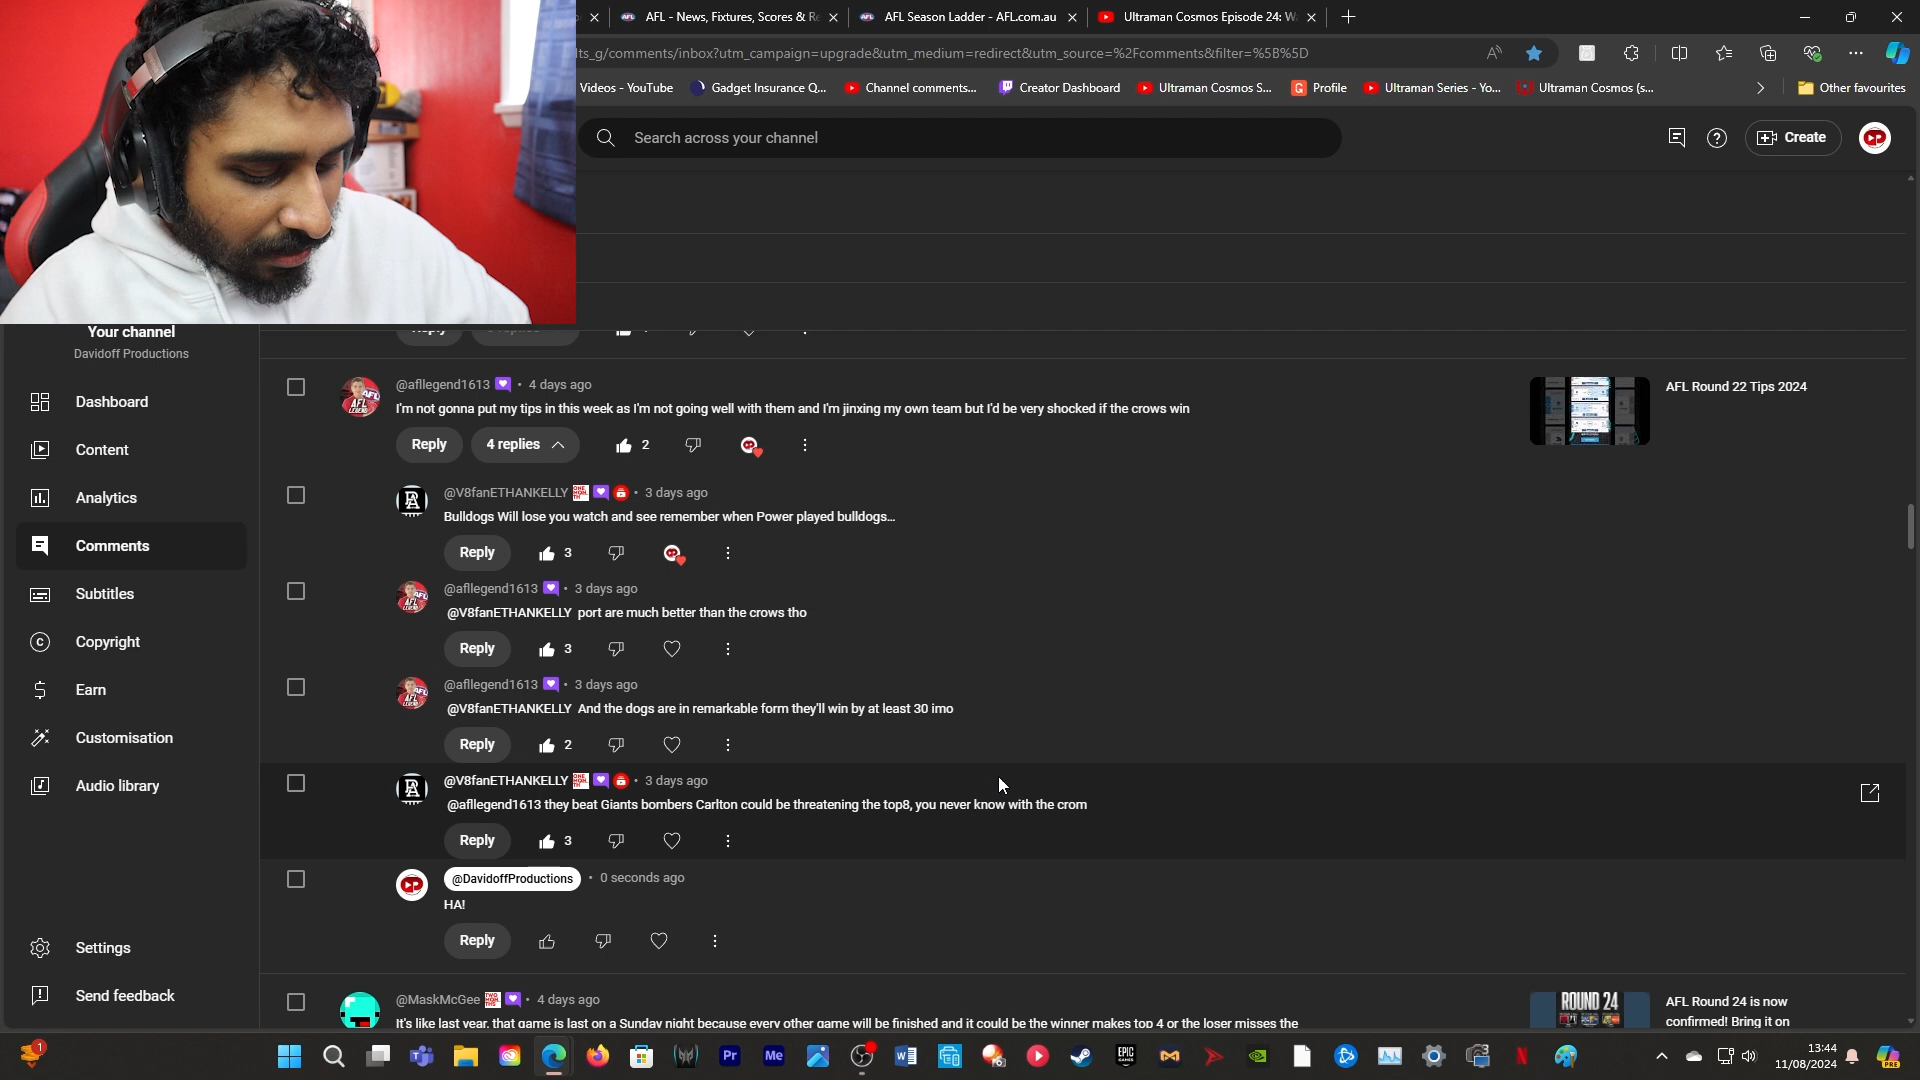 AFL - News, Fixtures, Scores & Re
AFL Season Ladder - AFL.com.au
Ultraman Cosmos Episode 24: W
lts_g/comments/inbox?utm_campaign=upgrade&utm_medium=redirect&utm_source=%2Fcomments&filter=%5B%5D
Videos - YouTube
Gadget Insurance Q...
Channel comments...
Creator Dashboard
Ultraman Cosmos S...
Profile
Ultraman Series - Yo...
Ultraman Cosmos (s...
Other favourites
Search across your channel
Create
Your channel
Davidoff Productions
Dashboard
Content
Analytics
Comments
Subtitles
Copyright
Earn
Customisation
Audio library
Settings
Send feedback
@afllegend1613 • 4 days ago
I'm not gonna put my tips in this week as I'm not going well with them and I'm jinxing my own team but I'd be very shocked if the crows win
Reply 4 replies 2
AFL Round 22 Tips 2024
@V8fanETHANKELLY • 3 days ago
Bulldogs Will lose you watch and see remember when Power played bulldogs...
Reply 3
@afllegend1613 • 3 days ago
@V8fanETHANKELLY port are much better than the crows tho
Reply 3
@afllegend1613 • 3 days ago
@V8fanETHANKELLY And the dogs are in remarkable form they'll win by at least 30 imo
Reply 2
@V8fanETHANKELLY • 3 days ago
@afllegend1613 they beat Giants bombers Carlton could be threatening the top8, you never know with the crom
Reply 3
@DavidoffProductions • 0 seconds ago
HA!
Reply
@MaskMcGee • 4 days ago
It's like last year, that game is last on a Sunday night because every other game will be finished and it could be the winner makes top 4 or the loser misses the
ROUND 24
AFL Round 24 is now
confirmed! Bring it on
13:44
11/08/2024